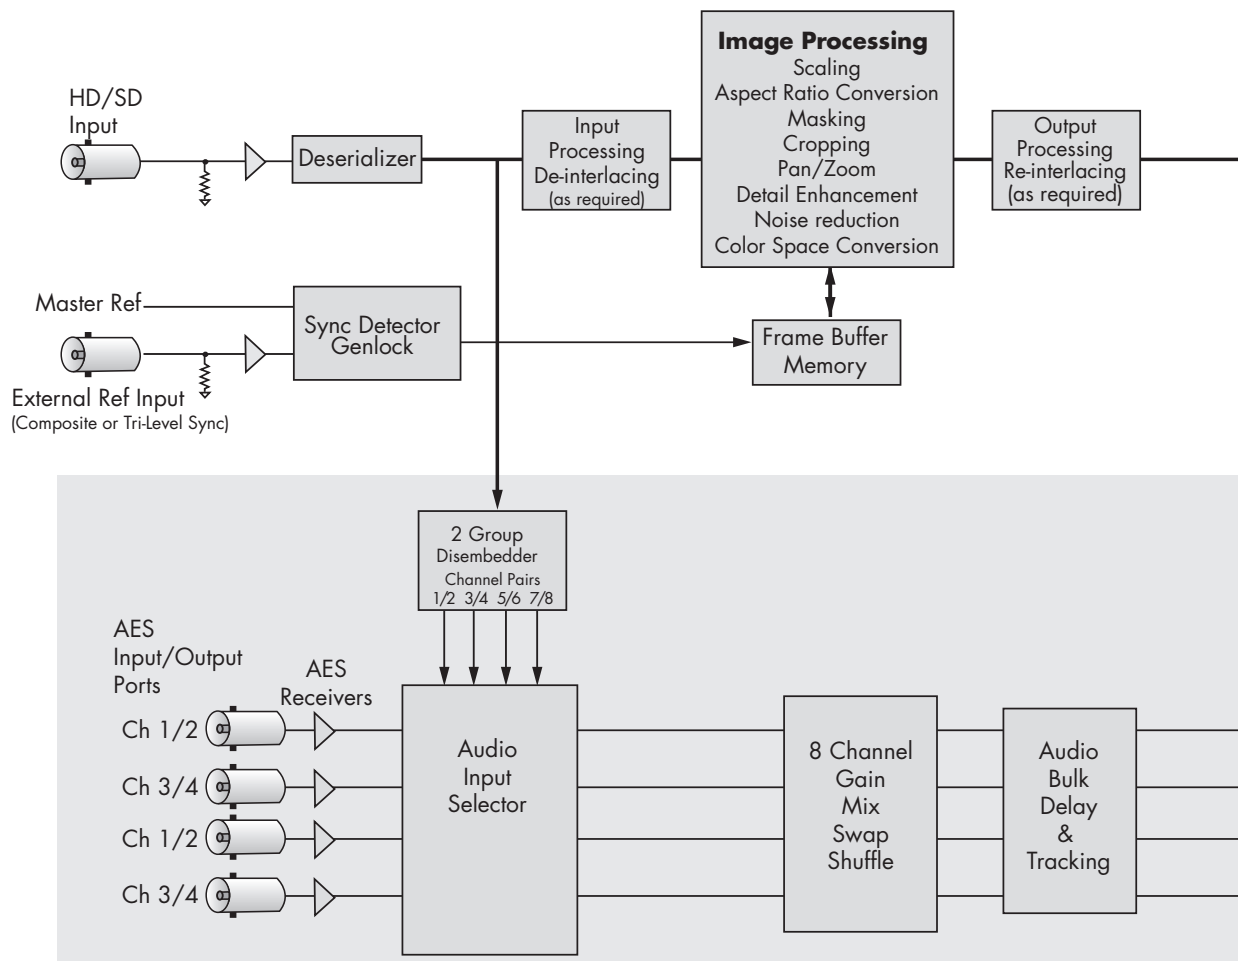 HD/SD
Input
Deserializer
Input
Processing
De-interlacing
(as required)
Image Processing
Scaling
Aspect Ratio Conversion
Masking
Cropping
Pan/Zoom
Detail Enhancement
Noise reduction
Color Space Conversion
Output
Processing
Re-interlacing
(as required)
Master Ref
Sync Detector
Genlock
Frame Buffer
Memory
External Ref Input
(Composite or Tri-Level Sync)
2 Group
Disembedder
Channel Pairs
1/2 3/4 5/6 7/8
AES
Input/Output
Ports
AES
Receivers
Ch 1/2
Ch 3/4
Ch 1/2
Ch 3/4
Audio
Input
Selector
8 Channel
Gain
Mix
Swap
Shuffle
Audio
Bulk
Delay
&
Tracking